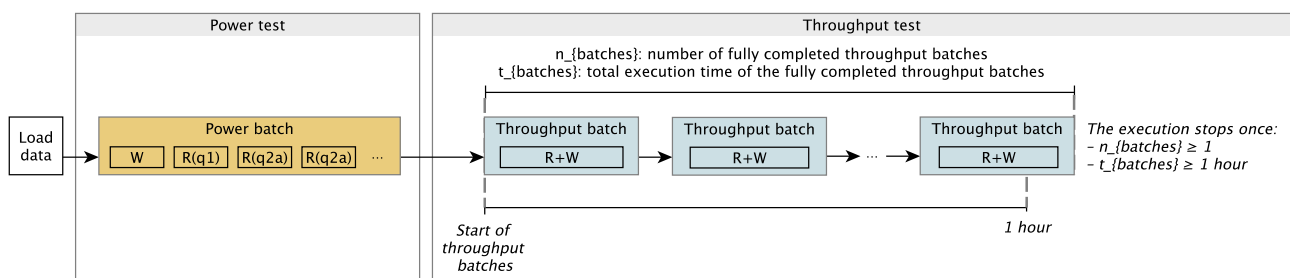 Power test
Throughput test
n_{batches}: number of fully completed throughput batches
t_{batches}: total execution time of the fully completed throughput batches
Load
data
Power batch
W
R(q1)
R(q2a)
R(q2a)
...
Throughput batch
R+W
Throughput batch
R+W
...
Throughput batch
R+W
The execution stops once:
– n_{batches} ≥ 1
– t_{batches} ≥ 1 hour
Start of
throughput
batches
1 hour